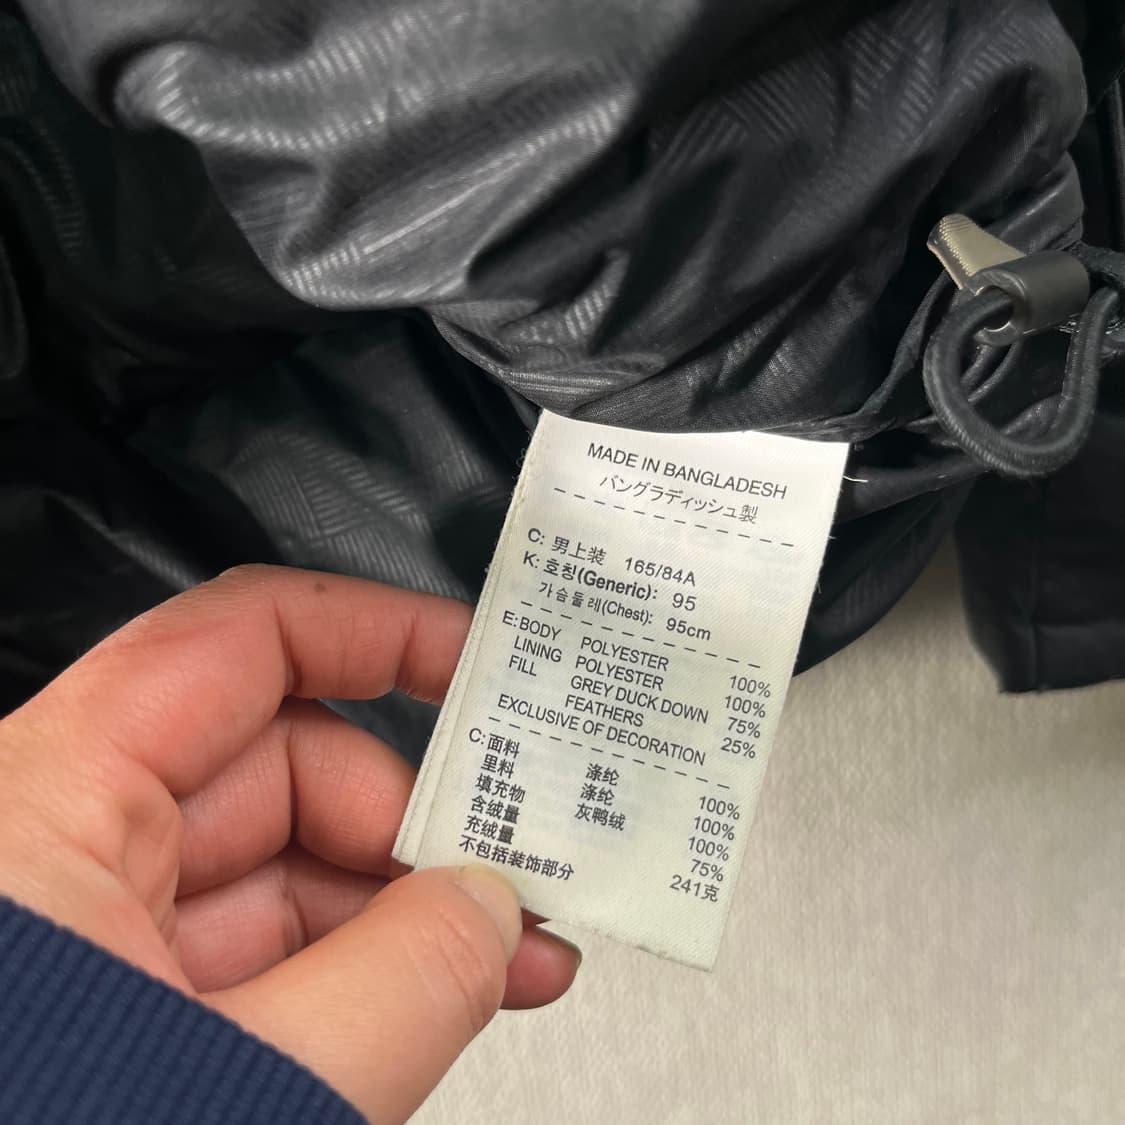 MADE IN BANGLADESH
バングラディッシュ製
C: 男上装 165/84A
K: 호칭(Generic): 95
가슴둘레(Chest): 95cm
E: BODY POLYESTER 100%
LINING POLYESTER 100%
FILL GREY DUCK DOWN 75%
FEATHERS 25%
EXCLUSIVE OF DECORATION
C: 面料 涤纶 100%
里料 涤纶 100%
填充物 灰鸭绒 100%
含绒量 75%
充绒量 241克
不包括装饰部分